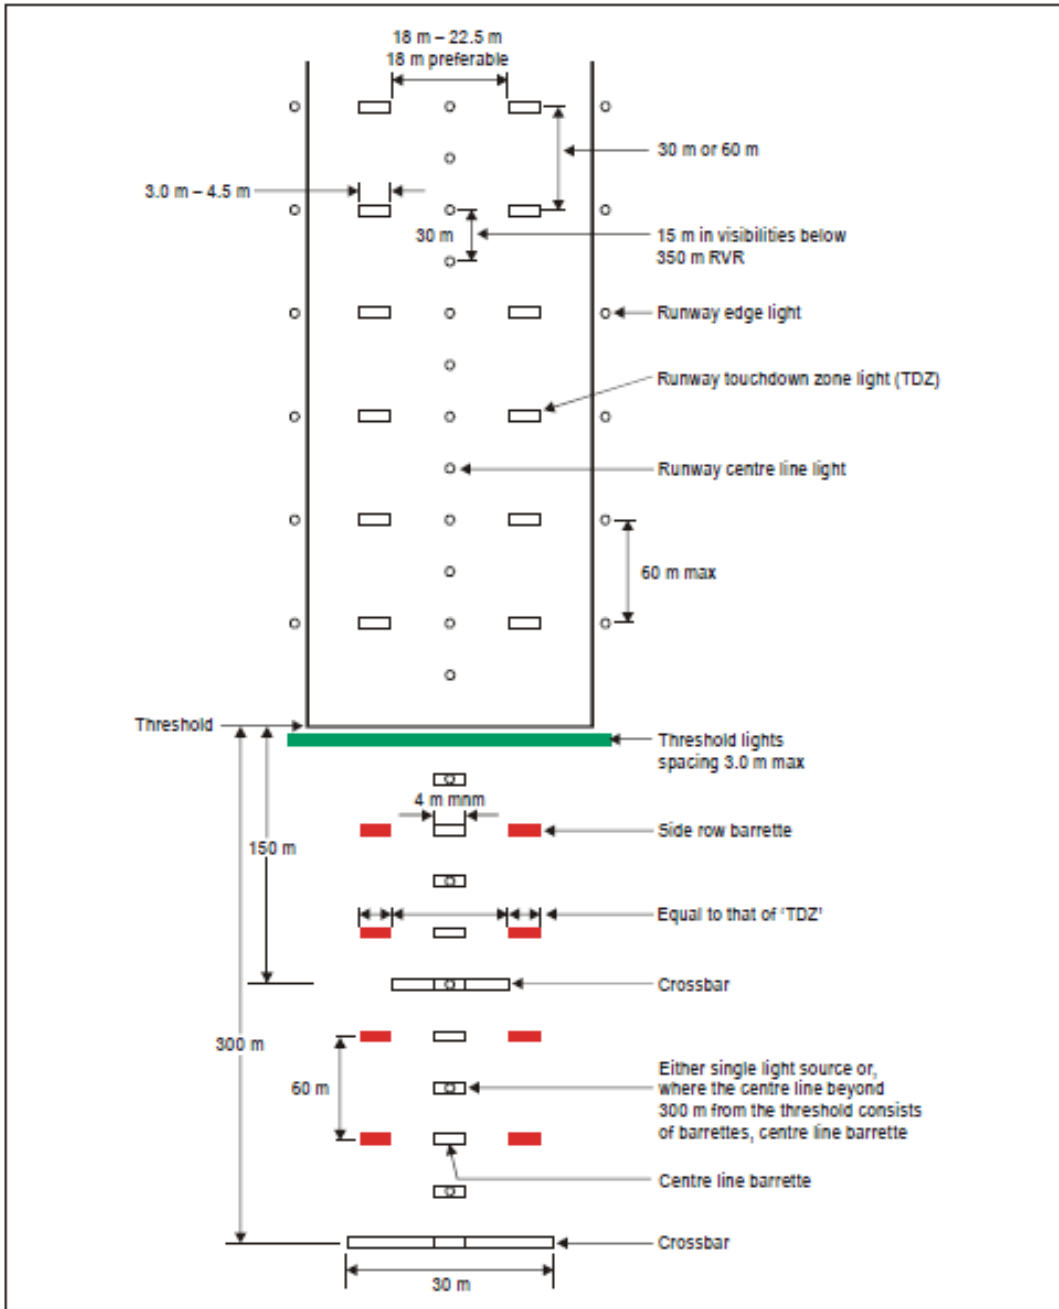 18 m – 22.5 m
18 m preferable
30 m or 60 m
3.0 m – 4.5 m
30 m
15 m in visibilities below
350 m RVR
Runway edge light
Runway touchdown zone light (TDZ)
Runway centre line light
60 m max
Threshold
Threshold lights
spacing 3.0 m max
4 m mnm
Side row barrette
150 m
Equal to that of ‘TDZ’
Crossbar
300 m
60 m
Either single light source or,
where the centre line beyond
300 m from the threshold consists
of barrettes, centre line barrette
Centre line barrette
Crossbar
30 m